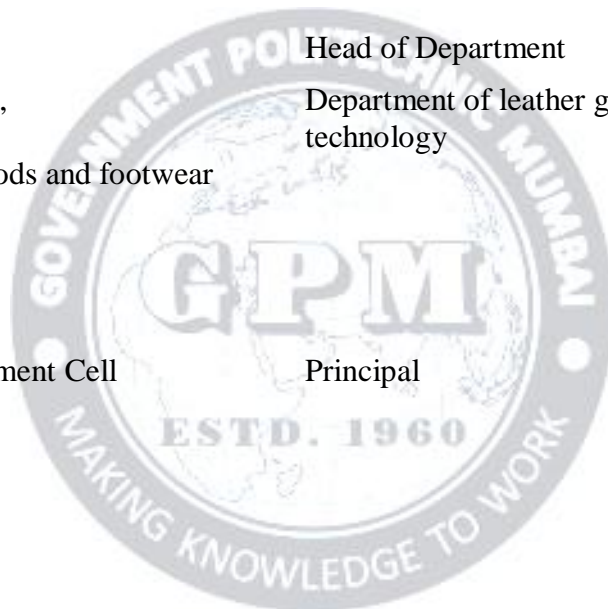 Head of Department
,
Department of leather g
technology
ods and footwear
ment Cell
Principal
GOVERNMENT POLYTECHNIC MUMBAI
GPM
ESTD. 1960
MAKING KNOWLEDGE TO WORK